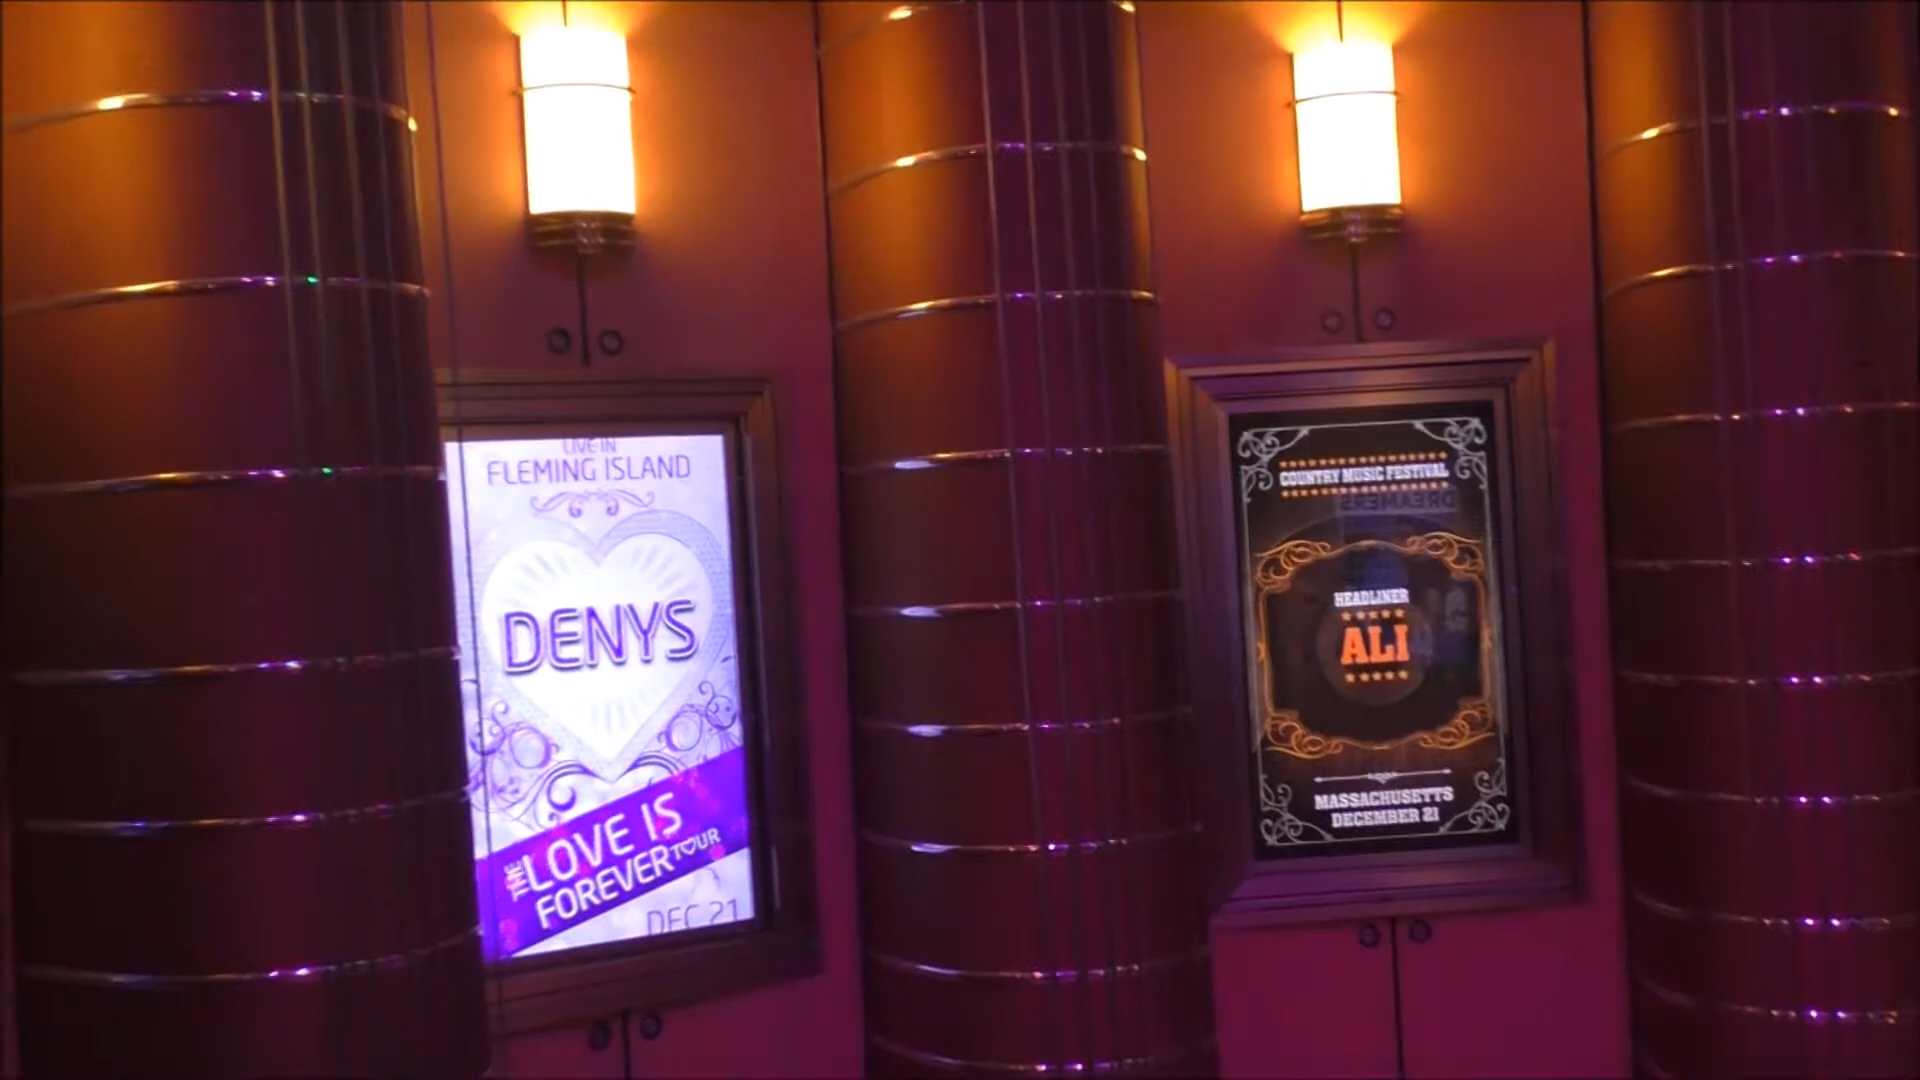 LIVE IN
FLEMING ISLAND
DENYS
THE LOVE IS
FOREVER TOUR
DEC 21
COUNTRY MUSIC FESTIVAL
DREAMERS
HEADLINER
ALI
MASSACHUSETTS
DECEMBER 21